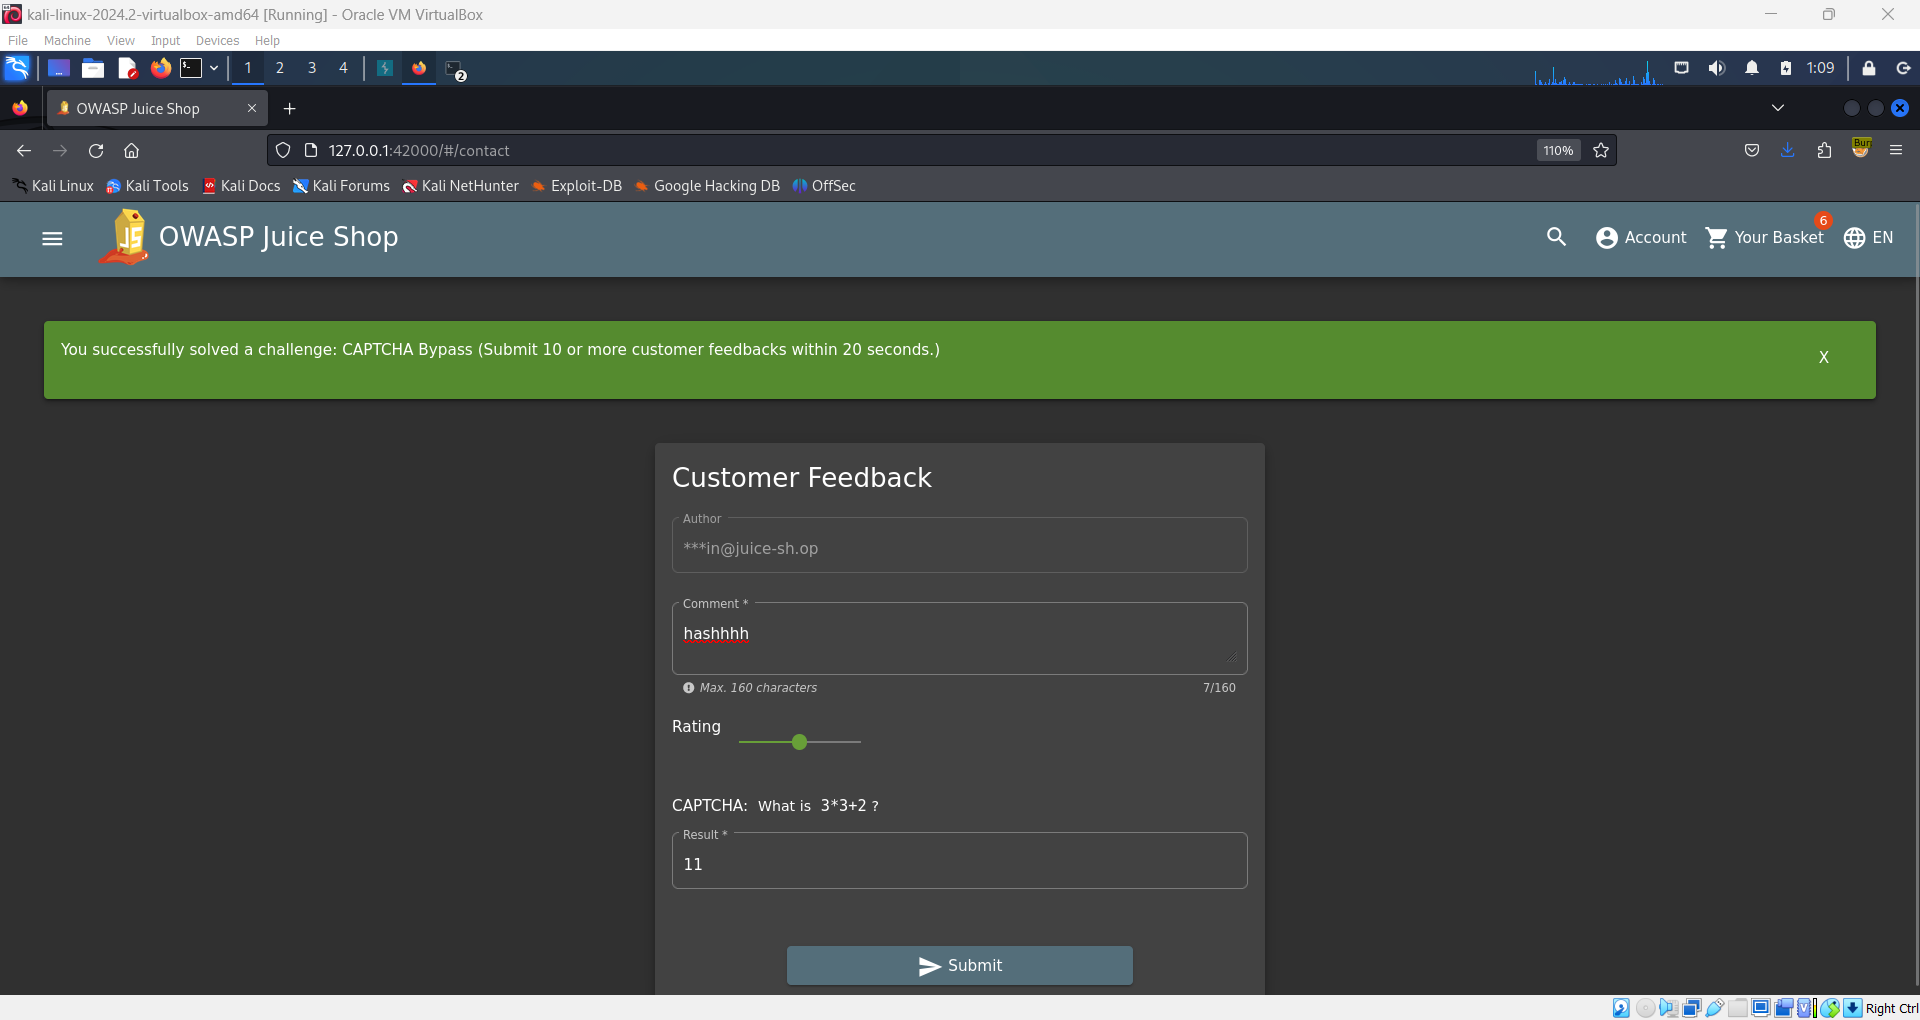 kali-linux-2024.2-virtualbox-amd64 [Running] - Oracle VM VirtualBox
File Machine View Input Devices Help
1 2 3 4 2 1:09
OWASP Juice Shop
127.0.0.1:42000/#/contact 110%
Kali Linux Kali Tools Kali Docs Kali Forums Kali NetHunter Exploit-DB Google Hacking DB OffSec
OWASP Juice Shop Account Your Basket 6 EN
You successfully solved a challenge: CAPTCHA Bypass (Submit 10 or more customer feedbacks within 20 seconds.) X
Customer Feedback
Author
***in@juice-sh.op
Comment *
hashhhh
Max. 160 characters 7/160
Rating
CAPTCHA: What is 3*3+2 ?
Result *
11
Submit
Right Ctrl